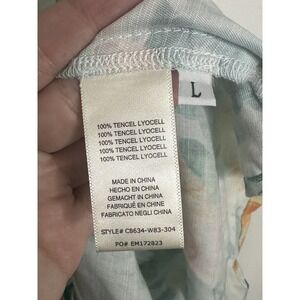 L
100% TENCEL LYOCELL
100% TENCEL LYOCELL
100% TENCEL LYOCELL
100% TENCEL LYOCELL
100% TENCEL LYOCELL
MADE IN CHINA
HECHO EN CHINA
GEMACHT IN CHINA
FABRIQUÉ EN CHINE
FABRICATO NEGLI CHINA
STYLE# C8634-W83-304
PO# EM172823